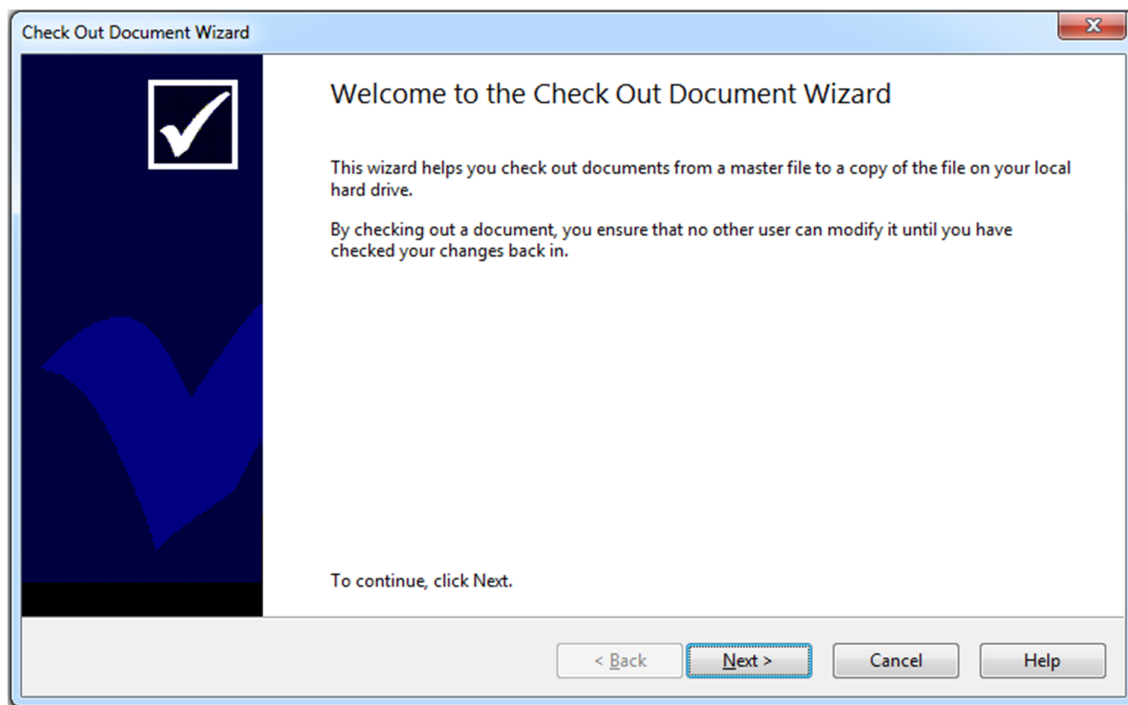 Check Out Document Wizard
Welcome to the Check Out Document Wizard
This wizard helps you check out documents from a master file to a copy of the file on your local
hard drive.
By checking out a document, you ensure that no other user can modify it until you have
checked your changes back in.
To continue, click Next.
< Back Next > Cancel Help